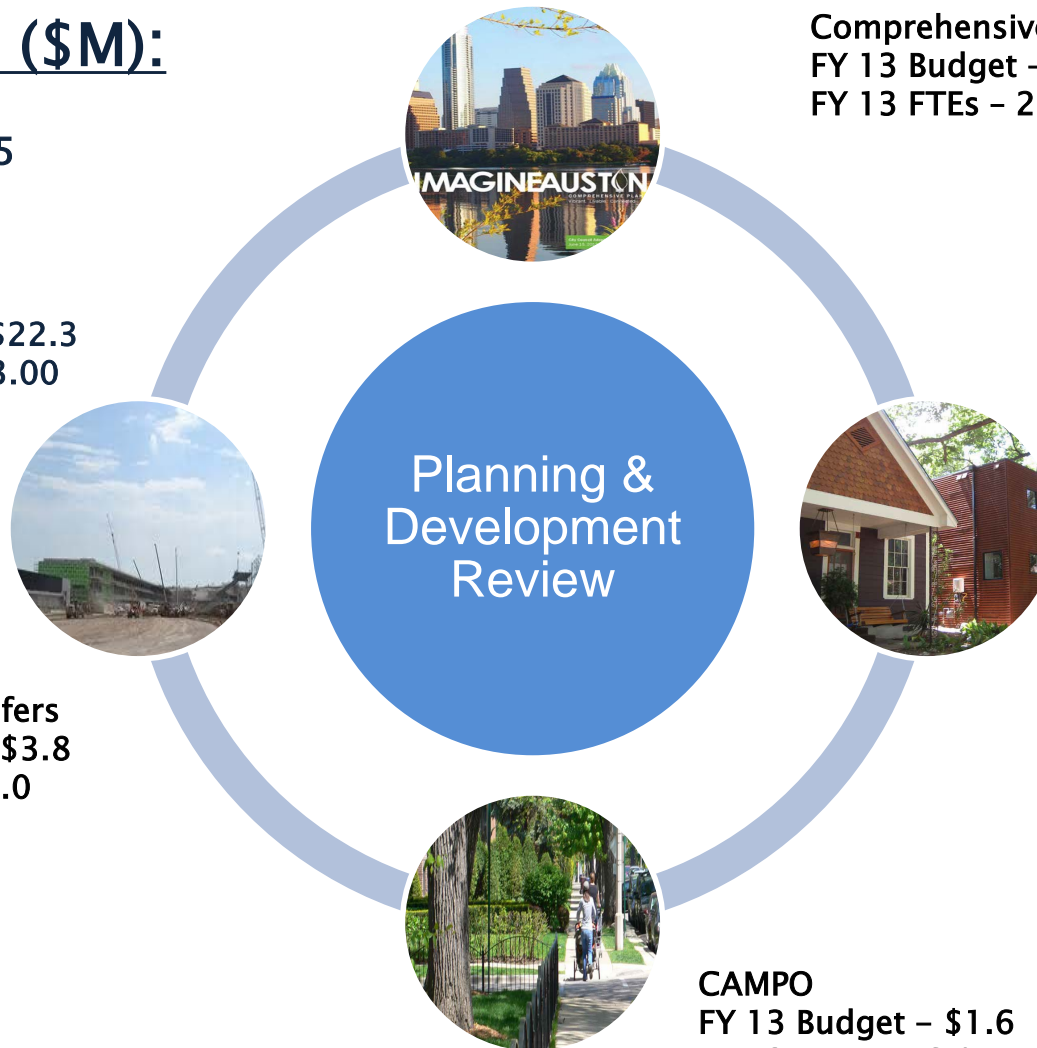 ($M):
Comprehensive
FY 13 Budget –
FY 13 FTEs – 2
5
IMAGINEAUSTIN
COMPREHENSIVE PLAN
$22.3
3.00
Planning &
Development
Review
fers
$3.8
.0
CAMPO
FY 13 Budget – $1.6